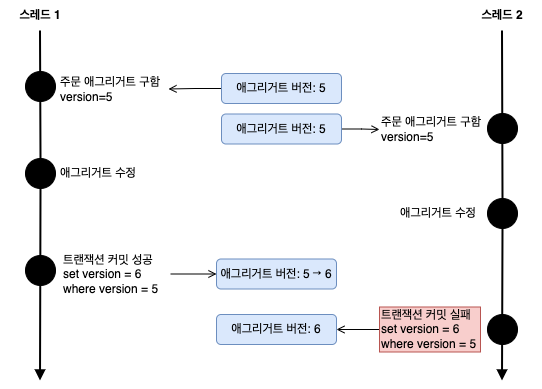 스레드 1
스레드 2
주문 애그리거트 구함
version=5
애그리거트 버전: 5
애그리거트 버전: 5
주문 애그리거트 구함
version=5
애그리거트 수정
애그리거트 수정
트랜잭션 커밋 성공
set version = 6
where version = 5
애그리거트 버전: 5 → 6
애그리거트 버전: 6
트랜잭션 커밋 실패
set version = 6
where version = 5